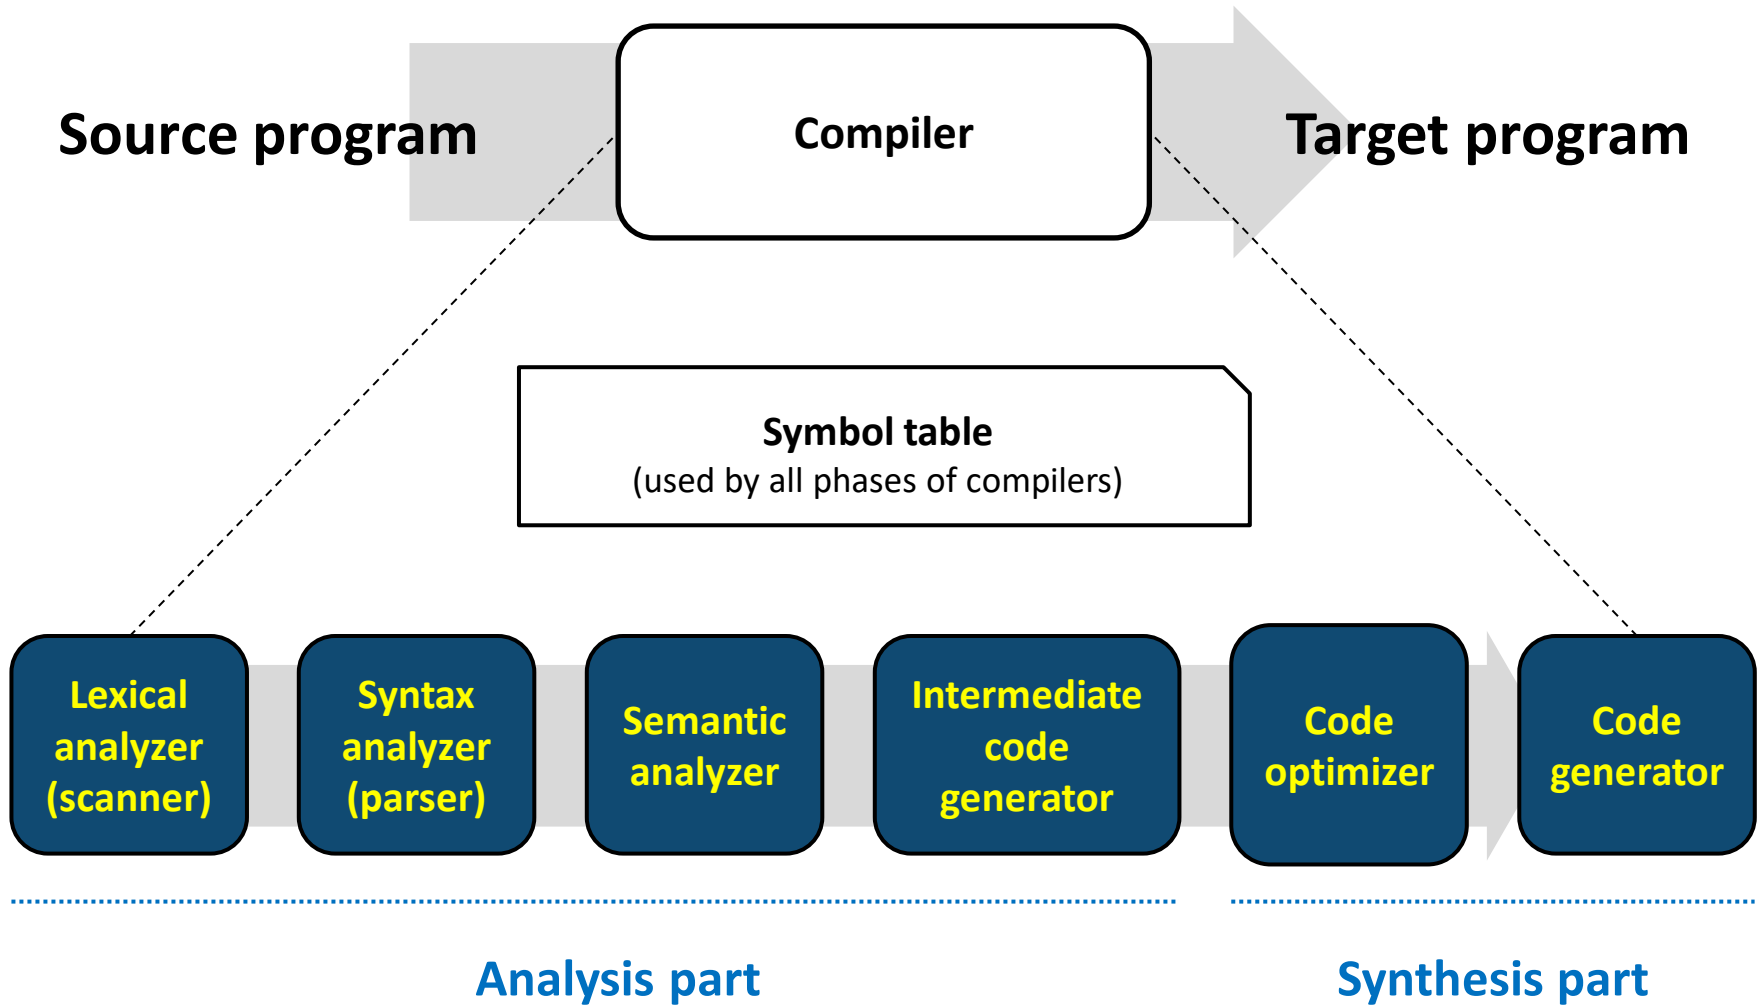 Source program
Compiler
Target program
Symbol table
(used by all phases of compilers)
Lexical
analyzer
(scanner)
Syntax
analyzer
(parser)
Semantic
analyzer
Intermediate
code
generator
Code
optimizer
Code
generator
Analysis part
Synthesis part